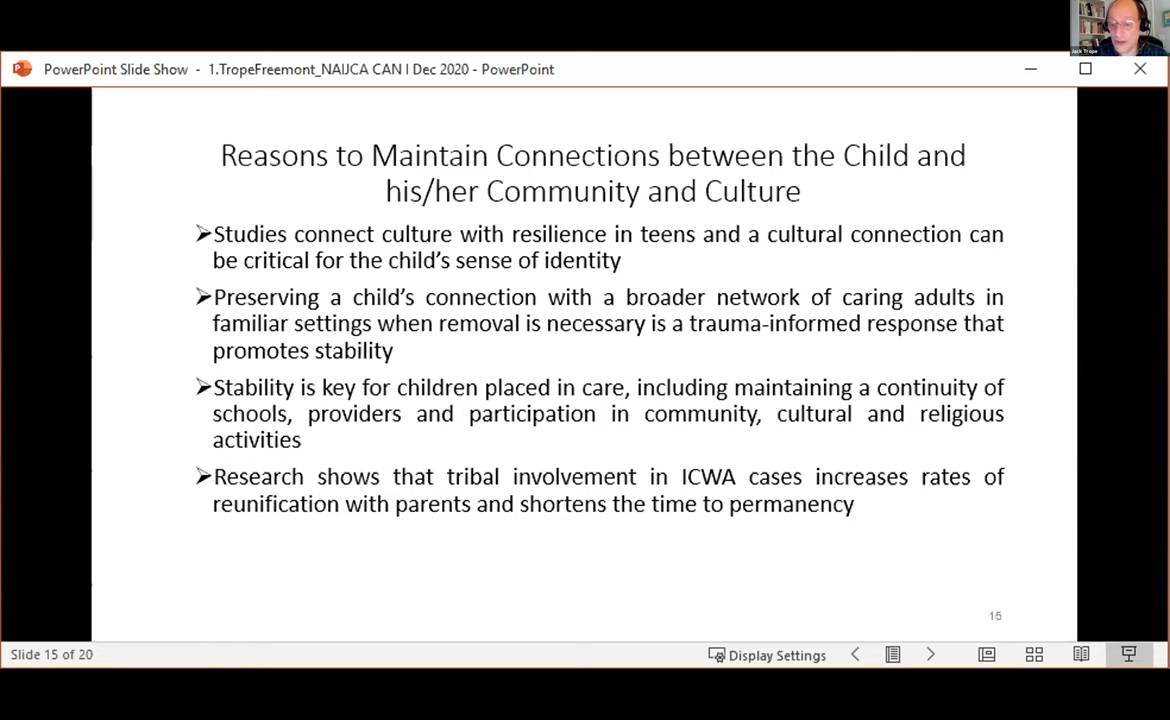 Jack Trope
PowerPoint Slide Show - 1.TropeFreemont_NAIJCA CAN I Dec 2020 - PowerPoint
Reasons to Maintain Connections between the Child and
his/her Community and Culture
➢Studies connect culture with resilience in teens and a cultural connection can
be critical for the child’s sense of identity
➢Preserving a child’s connection with a broader network of caring adults in
familiar settings when removal is necessary is a trauma-informed response that
promotes stability
➢Stability is key for children placed in care, including maintaining a continuity of
schools, providers and participation in community, cultural and religious
activities
➢Research shows that tribal involvement in ICWA cases increases rates of
reunification with parents and shortens the time to permanency
15
Slide 15 of 20
Display Settings